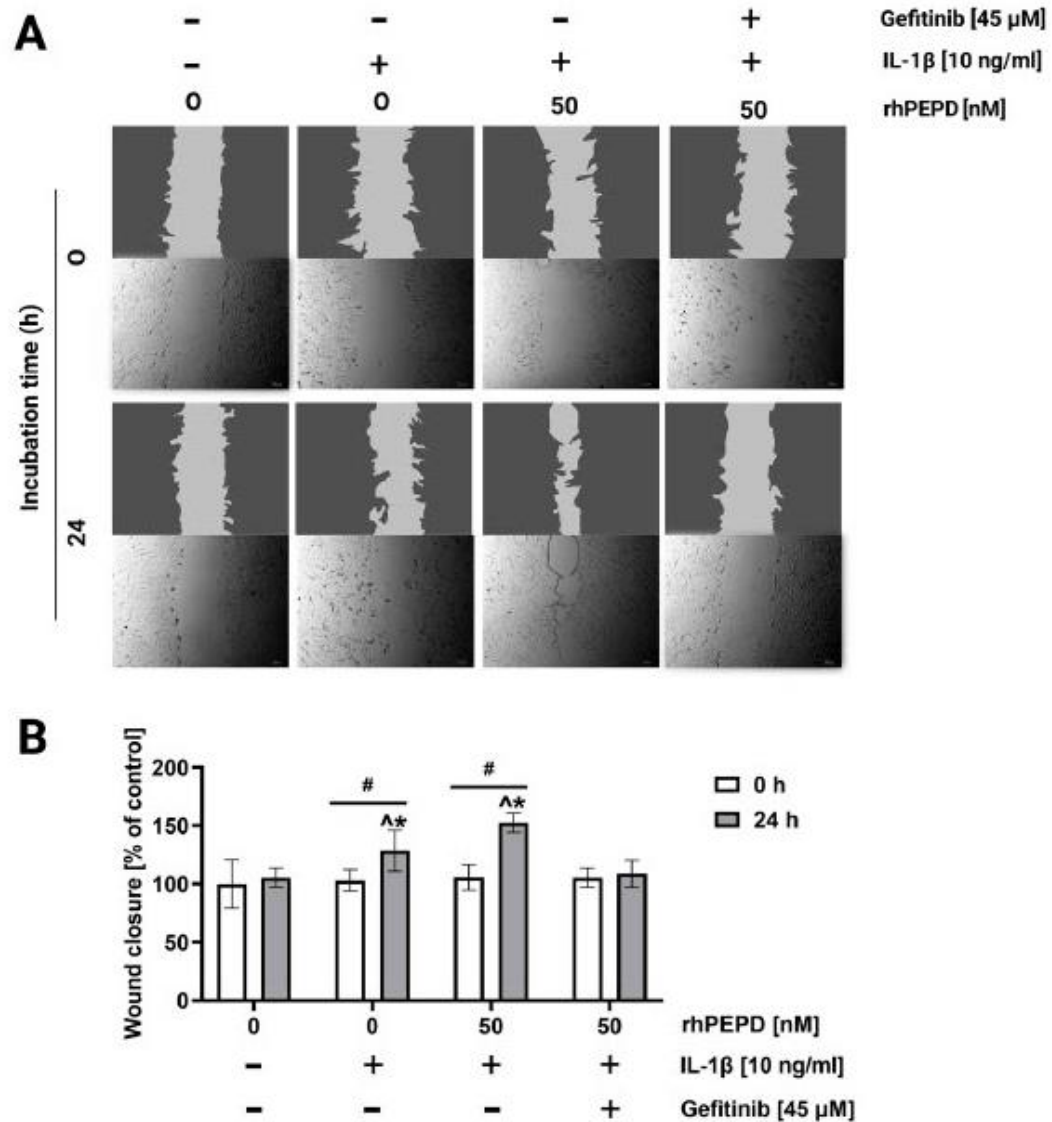 A
– – – + Gefitinib [45 µM]
– + + + IL-1β [10 ng/ml]
0 0 50 50 rhPEPD [nM]
Incubation time (h)
0
24
B
Wound closure [% of control]
200
150
100
50
0
#
#
^*
^*
0 h
24 h
0 0 50 50 rhPEPD [nM]
– + + + IL-1β [10 ng/ml]
– – – + Gefitinib [45 µM]